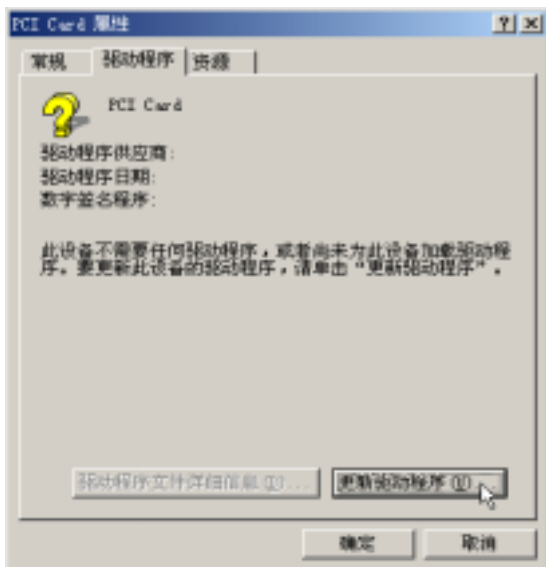 PCI Card 属性
常规 驱动程序 资源
PCI Card
驱动程序供应商:
驱动程序日期:
数字签名程序:
此设备不需要任何驱动程序，或者尚未为此设备加载驱动程
序。要更新此设备的驱动程序，请单击“更新驱动程序”。
驱动程序文件详细信息(D)... 更新驱动程序(U)...
确定 取消